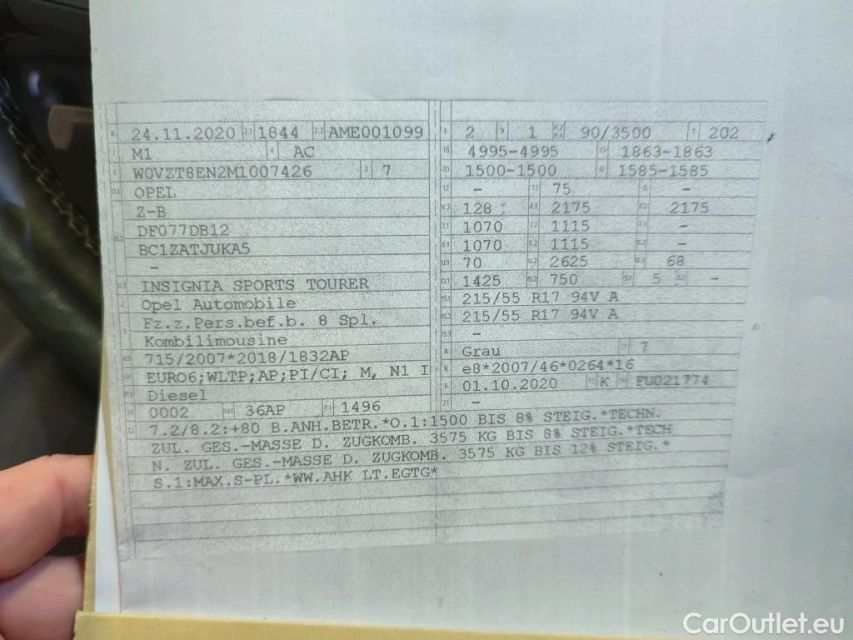 24.11.2020 1844 AME001099 2 1 90/3500 202
M1 AC 4995-4995 1863-1863
W0VZT8EN2M1007426 7 1500-1500 1585-1585
OPEL - 75 -
Z-B 128 2175 2175
DF077DB12 1070 1115 -
BC1ZATJUKA5 1070 1115 -
- 70 2625 68
INSIGNIA SPORTS TOURER 1425 750 5 -
Opel Automobile 215/55 R17 94V A
Fz.z.Pers.bef.b. 8 Spl. 215/55 R17 94V A
Kombilimousine -
715/2007*2018/1832AP Grau 7
EURO6;WLTP;AP;PI/CI; M, N1 I e8*2007/46*0264*16
Diesel 01.10.2020 K FU021774
0002 36AP 1496 -
7.2/8.2:+80 B.ANH.BETR.*O.1:1500 BIS 8% STEIG.*TECHN.
ZUL. GES.-MASSE D. ZUGKOMB. 3575 KG BIS 8% STEIG.*TECH
N. ZUL. GES.-MASSE D. ZUGKOMB. 3575 KG BIS 12% STEIG.*
S.1:MAX.S-PL.*WW.AHK LT.EGTG*
CarOutlet.eu